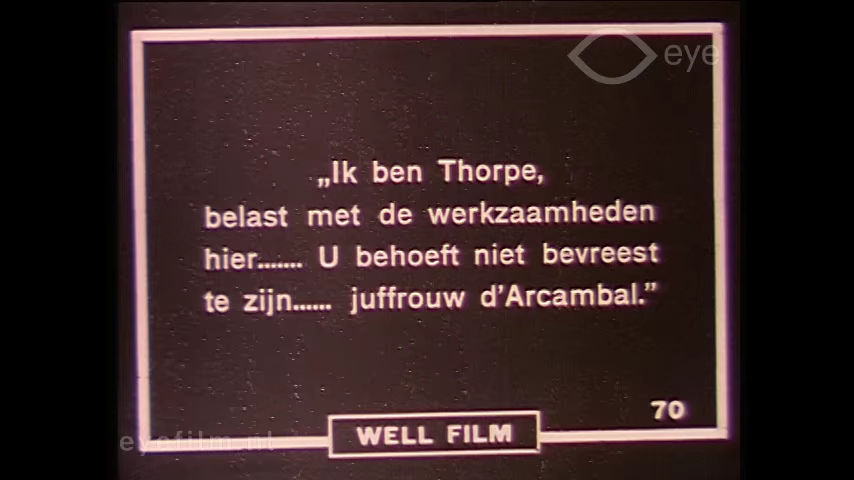 eye
„Ik ben Thorpe,
belast met de werkzaamheden
hier....... U behoeft niet bevreest
te zijn...... juffrouw d'Arcambal.”
70
WELL FILM
eyefilm.nl